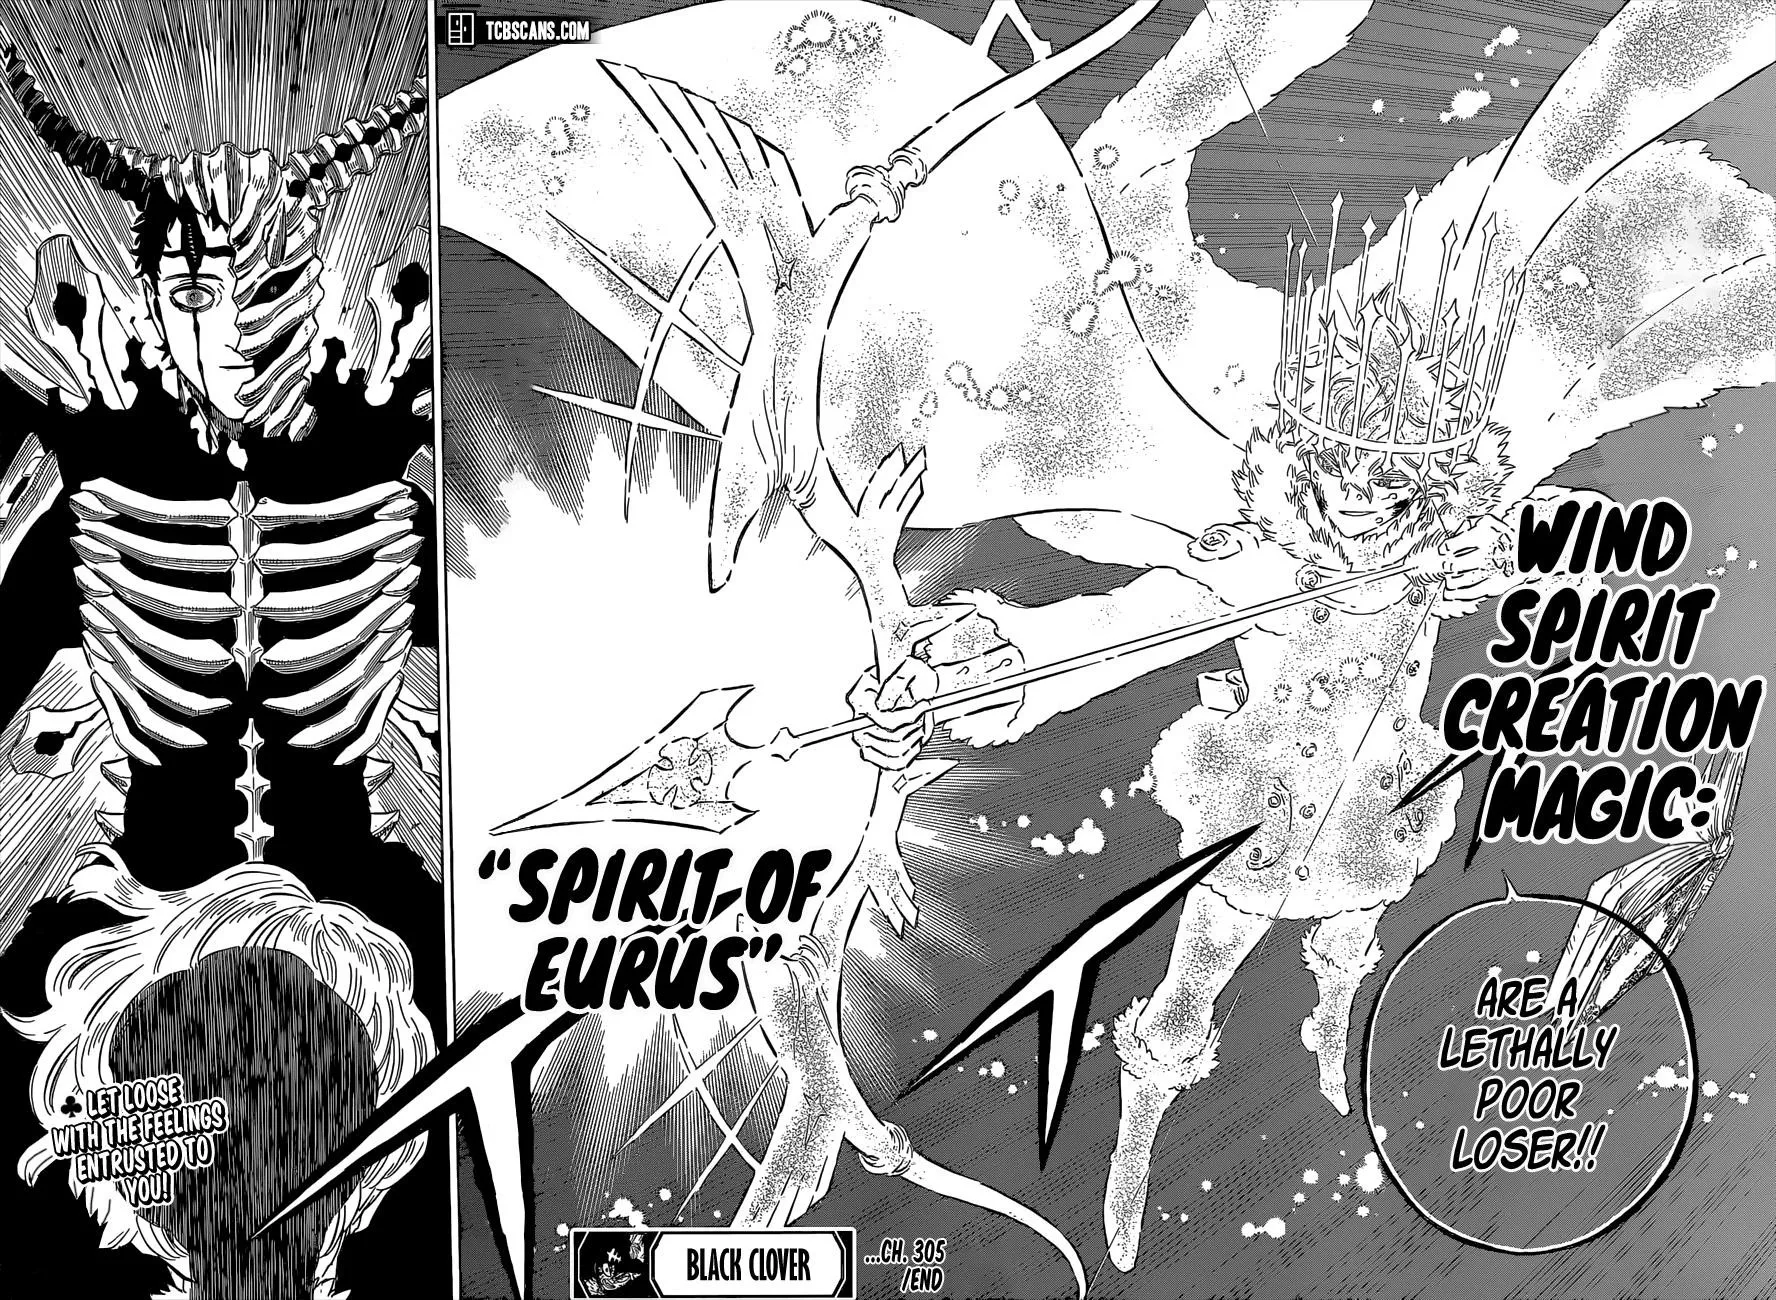 TCBSCANS.COM
WIND
SPIRIT
CREATION
MAGIC:
"SPIRIT OF
EURUS"
ARE A
LETHALLY
POOR
LOSER!!
♣ LET LOOSE
WITH THE FEELINGS
ENTRUSTED TO
YOU!
BLACK CLOVER
...CH. 305
/END